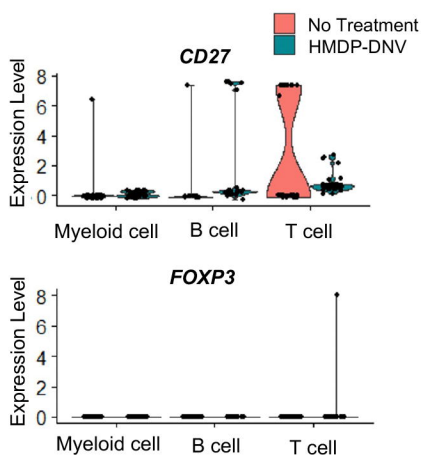 No Treatment
HMDP-DNV
CD27
Expression Level
8
6
4
2
0
Myeloid cell
B cell
T cell
FOXP3
Expression Level
8
6
4
2
0
Myeloid cell
B cell
T cell